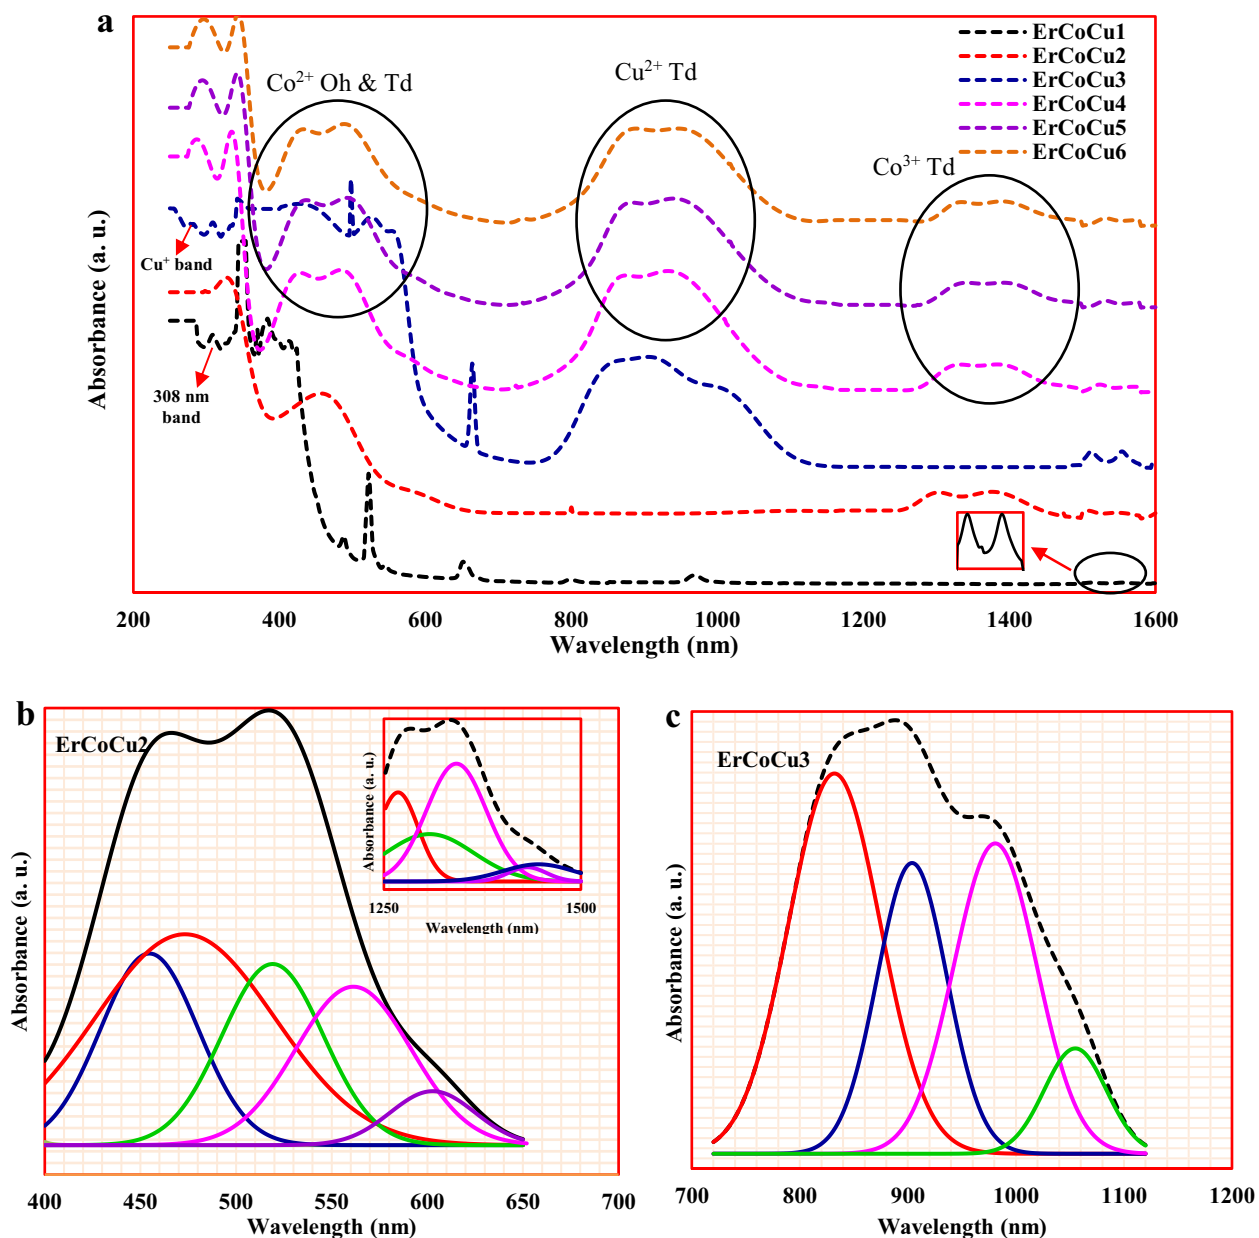 a
ErCoCu1
ErCoCu2
ErCoCu3
ErCoCu4
ErCoCu5
ErCoCu6
Co²⁺ Oh & Td
Cu²⁺ Td
Co³⁺ Td
Cu⁺ band
308 nm
band
Absorbance (a. u.)
200 400 600 800 1000 1200 1400 1600
Wavelength (nm)
b
ErCoCu2
Absorbance (a. u.)
1250 1500
Wavelength (nm)
Absorbance (a. u.)
400 450 500 550 600 650 700
Wavelength (nm)
c
ErCoCu3
Absorbance (a. u.)
700 800 900 1000 1100 1200
Wavelength (nm)